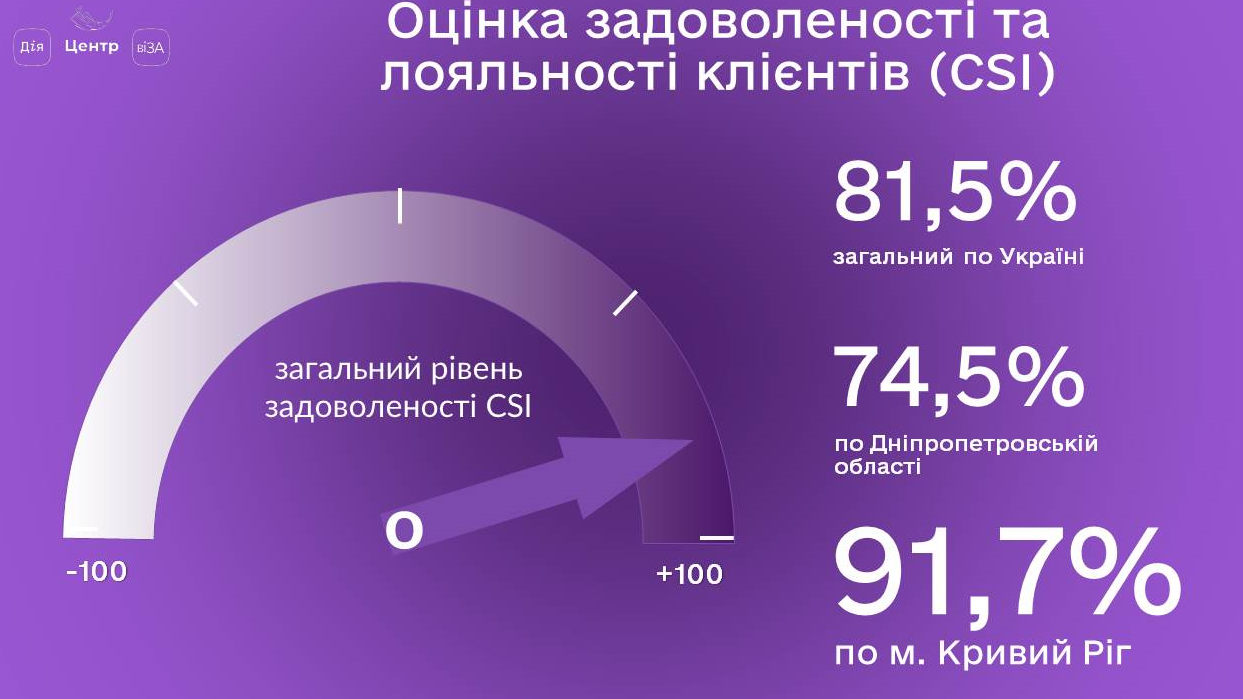 Дія Центр віЗА
Оцінка задоволеності та
лояльності клієнтів (CSI)
81,5%
загальний по Україні
загальний рівень
задоволеності CSI
74,5%
по Дніпропетровській
області
0
-100
+100
91,7%
по м. Кривий Ріг